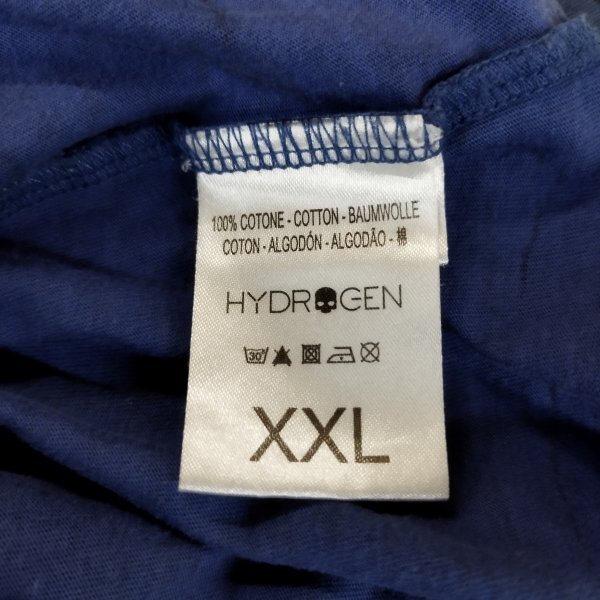 100% COTONE - COTTON - BAUMWOLLE
COTON - ALGODÓN - ALGODÃO - 棉
HYDROGEN
30°
XXL